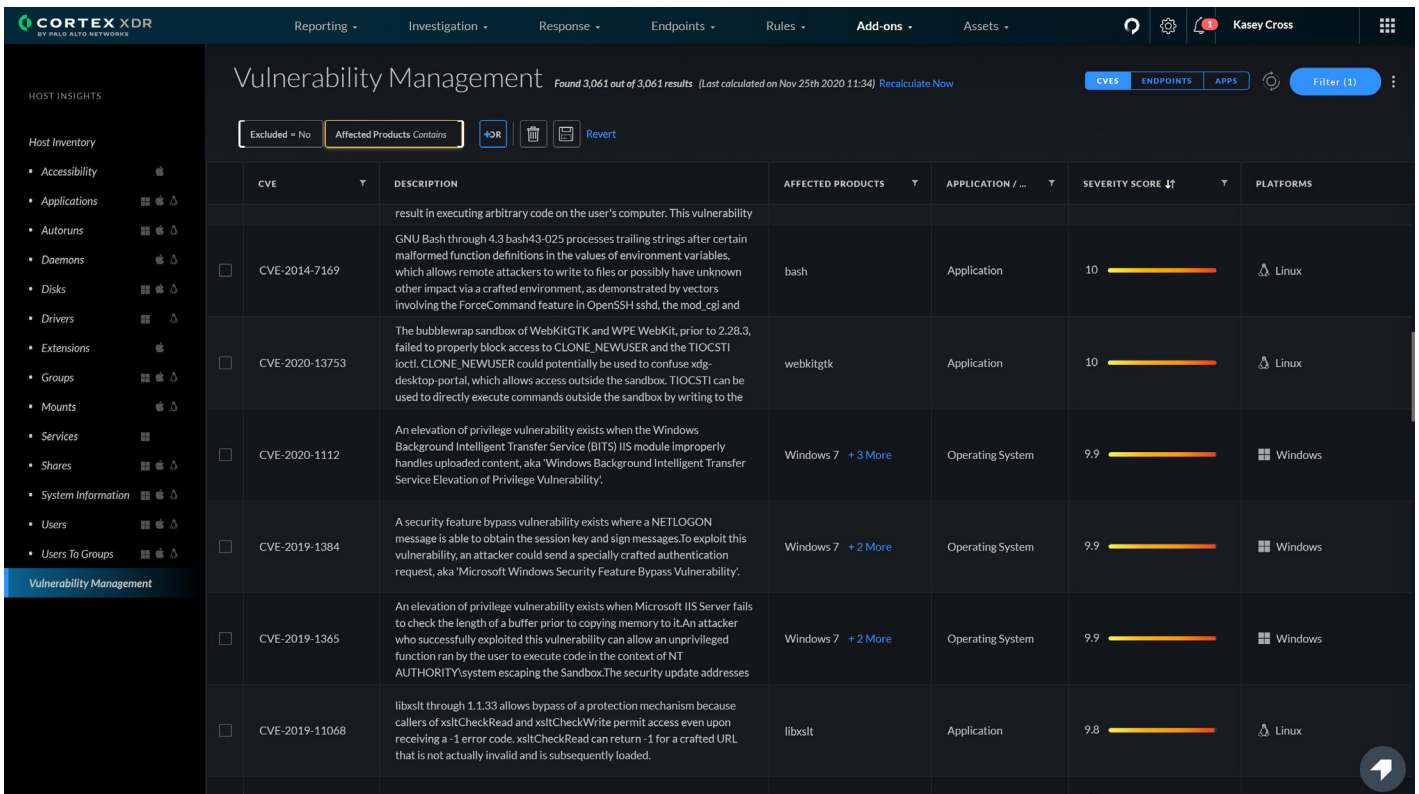 CORTEX XDR
BY PALO ALTO NETWORKS
Reporting
Investigation
Response
Endpoints
Rules
Add-ons
Assets
1
Kasey Cross
HOST INSIGHTS
Host Inventory
• Accessibility
• Applications
• Autoruns
• Daemons
• Disks
• Drivers
• Extensions
• Groups
• Mounts
• Services
• Shares
• System Information
• Users
• Users To Groups
Vulnerability Management
Vulnerability Management Found 3,061 out of 3,061 results (Last calculated on Nov 25th 2020 11:34) Recalculate Now
CVES ENDPOINTS APPS
Filter (1)
Excluded = No
Affected Products Contains
+OR
Revert
CVE
DESCRIPTION
AFFECTED PRODUCTS
APPLICATION / ...
SEVERITY SCORE
PLATFORMS
result in executing arbitrary code on the user's computer. This vulnerability
CVE-2014-7169
GNU Bash through 4.3 bash43-025 processes trailing strings after certain
malformed function definitions in the values of environment variables,
which allows remote attackers to write to files or possibly have unknown
other impact via a crafted environment, as demonstrated by vectors
involving the ForceCommand feature in OpenSSH sshd, the mod_cgi and
bash
Application
10
Linux
CVE-2020-13753
The bubblewrap sandbox of WebKitGTK and WPE WebKit, prior to 2.28.3,
failed to properly block access to CLONE_NEWUSER and the TIOCSTI
ioctl. CLONE_NEWUSER could potentially be used to confuse xdg-
desktop-portal, which allows access outside the sandbox. TIOCSTI can be
used to directly execute commands outside the sandbox by writing to the
webkitgtk
Application
10
Linux
CVE-2020-1112
An elevation of privilege vulnerability exists when the Windows
Background Intelligent Transfer Service (BITS) IIS module improperly
handles uploaded content, aka 'Windows Background Intelligent Transfer
Service Elevation of Privilege Vulnerability'.
Windows 7 + 3 More
Operating System
9.9
Windows
CVE-2019-1384
A security feature bypass vulnerability exists where a NETLOGON
message is able to obtain the session key and sign messages.To exploit this
vulnerability, an attacker could send a specially crafted authentication
request, aka 'Microsoft Windows Security Feature Bypass Vulnerability'.
Windows 7 + 2 More
Operating System
9.9
Windows
CVE-2019-1365
An elevation of privilege vulnerability exists when Microsoft IIS Server fails
to check the length of a buffer prior to copying memory to it.An attacker
who successfully exploited this vulnerability can allow an unprivileged
function ran by the user to execute code in the context of NT
AUTHORITY\system escaping the Sandbox.The security update addresses
Windows 7 + 2 More
Operating System
9.9
Windows
CVE-2019-11068
libxslt through 1.1.33 allows bypass of a protection mechanism because
callers of xsltCheckRead and xsltCheckWrite permit access even upon
receiving a -1 error code. xsltCheckRead can return -1 for a crafted URL
that is not actually invalid and is subsequently loaded.
libxslt
Application
9.8
Linux